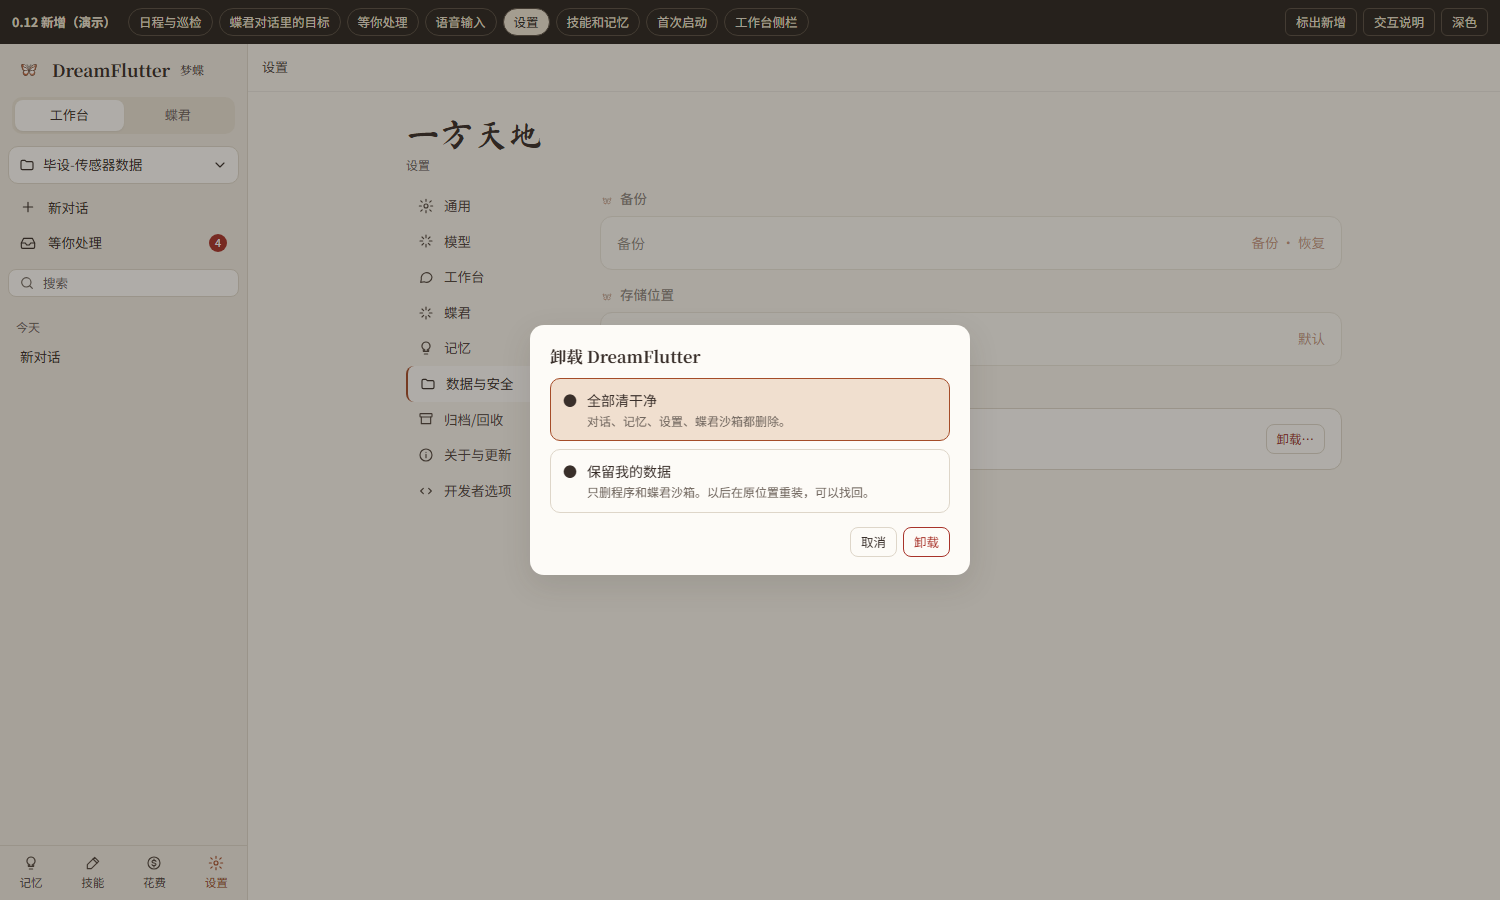 0.12 新增（演示） 日程与巡检 蝶君对话里的目标 等你处理 语音输入 设置 技能和记忆 首次启动 工作台侧栏 标出新增 交互说明 深色
DreamFlutter 梦蝶
设置
工作台 蝶君
毕设-传感器数据
新对话
等你处理 4
搜索
今天
新对话
一方天地
设置
通用
模型
工作台
蝶君
记忆
数据与安全
归档/回收
关于与更新
开发者选项
备份
备份 备份 · 恢复
存储位置
默认
卸载…
卸载 DreamFlutter
全部清干净
对话、记忆、设置、蝶君沙箱都删除。
保留我的数据
只删程序和蝶君沙箱。以后在原位置重装，可以找回。
取消 卸载
记忆 技能 花费 设置